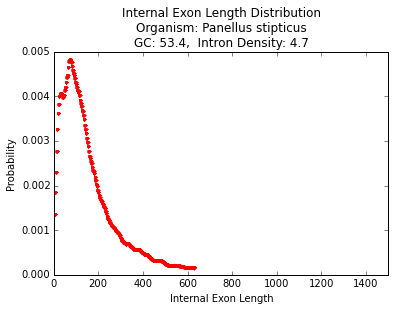 Internal Exon Length Distribution
Organism: Panellus stipticus
GC: 53.4,  Intron Density: 4.7
Probability
0.005
0.004
0.003
0.002
0.001
0.000
0 200 400 600 800 1000 1200 1400
Internal Exon Length